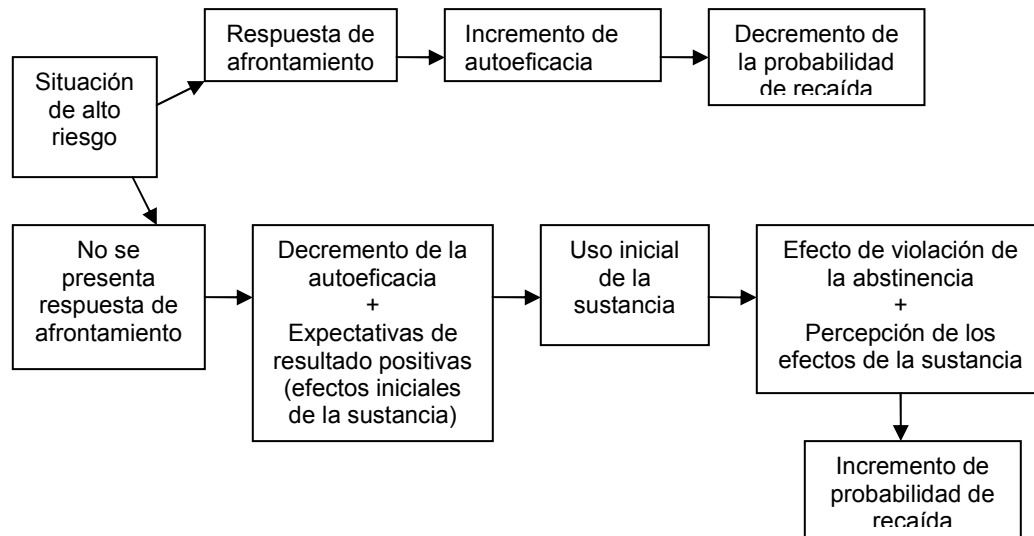 Situación
de alto
riesgo
Respuesta de
afrontamiento
Incremento de
autoeficacia
Decremento de
la probabilidad
de recaída
No se
presenta
respuesta de
afrontamiento
Decremento de la
autoeficacia
+
Expectativas de
resultado positivas
(efectos iniciales
de la sustancia)
Uso inicial
de la
sustancia
Efecto de violación de
la abstinencia
+
Percepción de los
efectos de la sustancia
Incremento de
probabilidad de
recaída